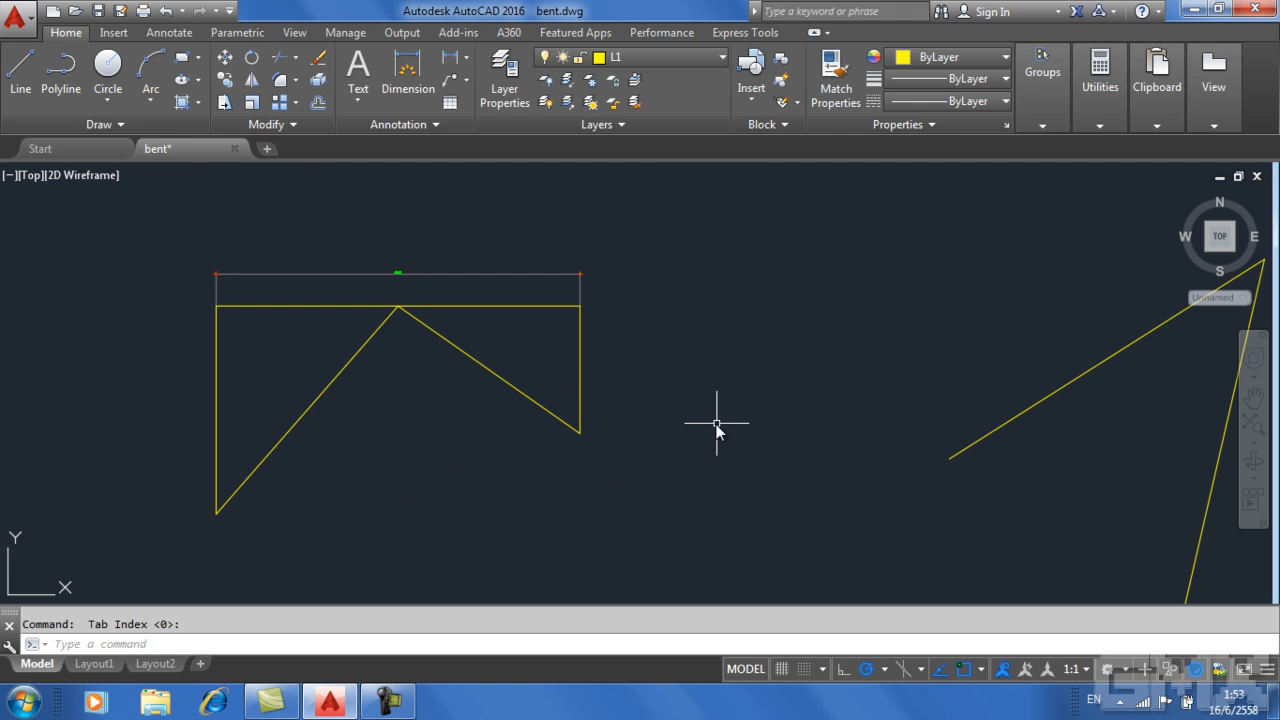 Autodesk AutoCAD 2016 bent.dwg
Type a keyword or phrase
Sign In
Home Insert Annotate Parametric View Manage Output Add-ins A360 Featured Apps Performance Express Tools
L1
ByLayer
ByLayer
ByLayer
Line Polyline Circle Arc
Text Dimension
Layer Properties
Insert
Match Properties
Groups
Utilities
Clipboard
View
Draw
Modify
Annotation
Layers
Block
Properties
Start
bent*
[−][Top][2D Wireframe]
N
W TOP E
S
Unnamed
Y
X
Command: Tab Index <0>:
Type a command
Model Layout1 Layout2
MODEL
1:1
EN
1:53
16/6/2558